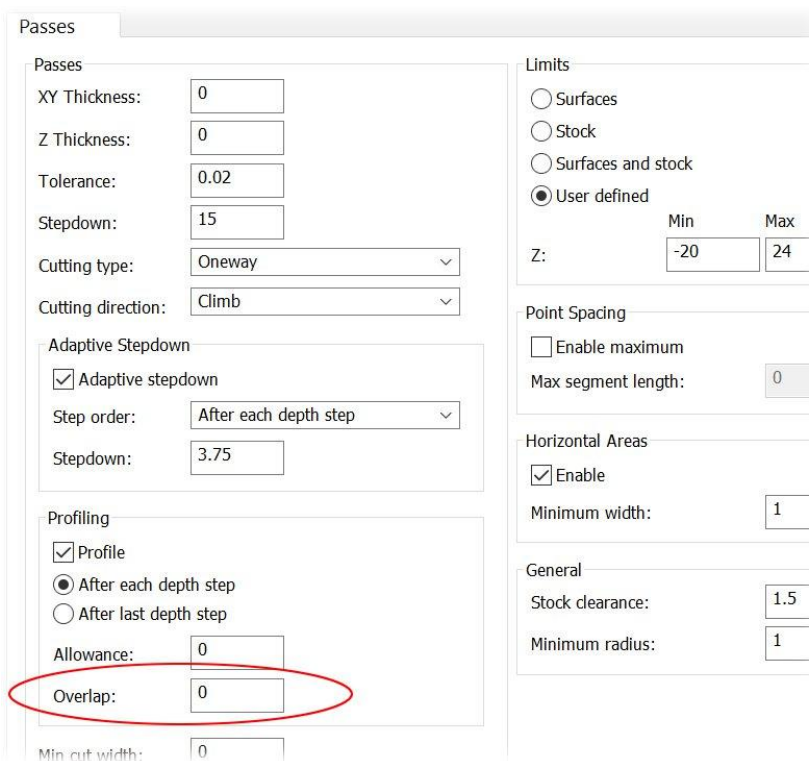 Passes
Passes
XY Thickness: 0
Z Thickness: 0
Tolerance: 0.02
Stepdown: 15
Cutting type: Oneway
Cutting direction: Climb
Adaptive Stepdown
Adaptive stepdown
Step order: After each depth step
Stepdown: 3.75
Profiling
Profile
After each depth step
After last depth step
Allowance: 0
Overlap: 0
Min cut width: 0
Limits
Surfaces
Stock
Surfaces and stock
User defined
Min Max
Z: -20 24
Point Spacing
Enable maximum
Max segment length: 0
Horizontal Areas
Enable
Minimum width: 1
General
Stock clearance: 1.5
Minimum radius: 1